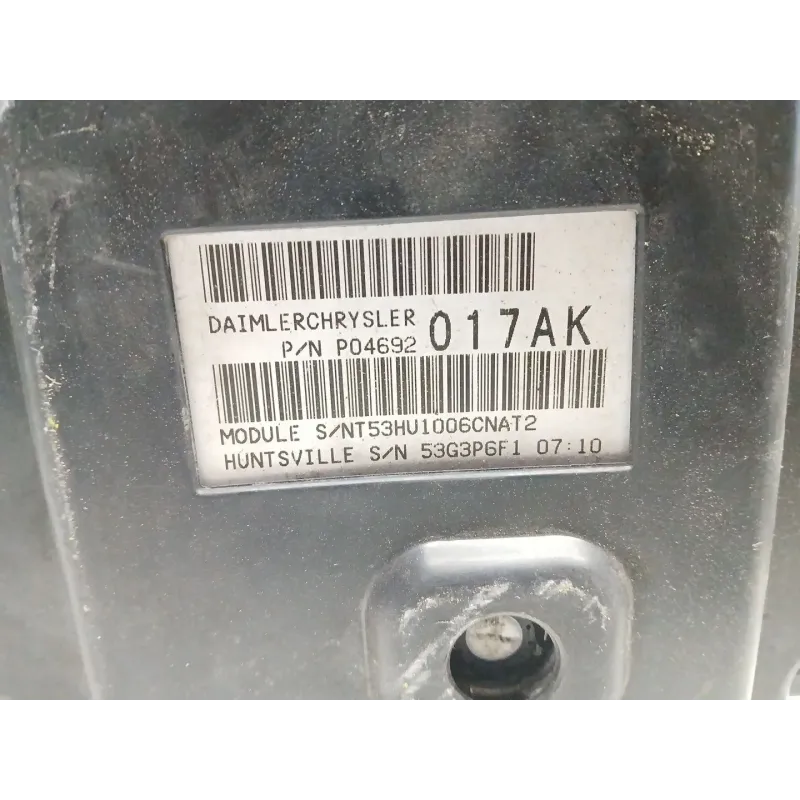 DAIMLERCHRYSLER
P/N P04692 017AK
MODULE S/NT53HU1006CNAT2
HUNTSVILLE S/N 53G3P6F1 07:10